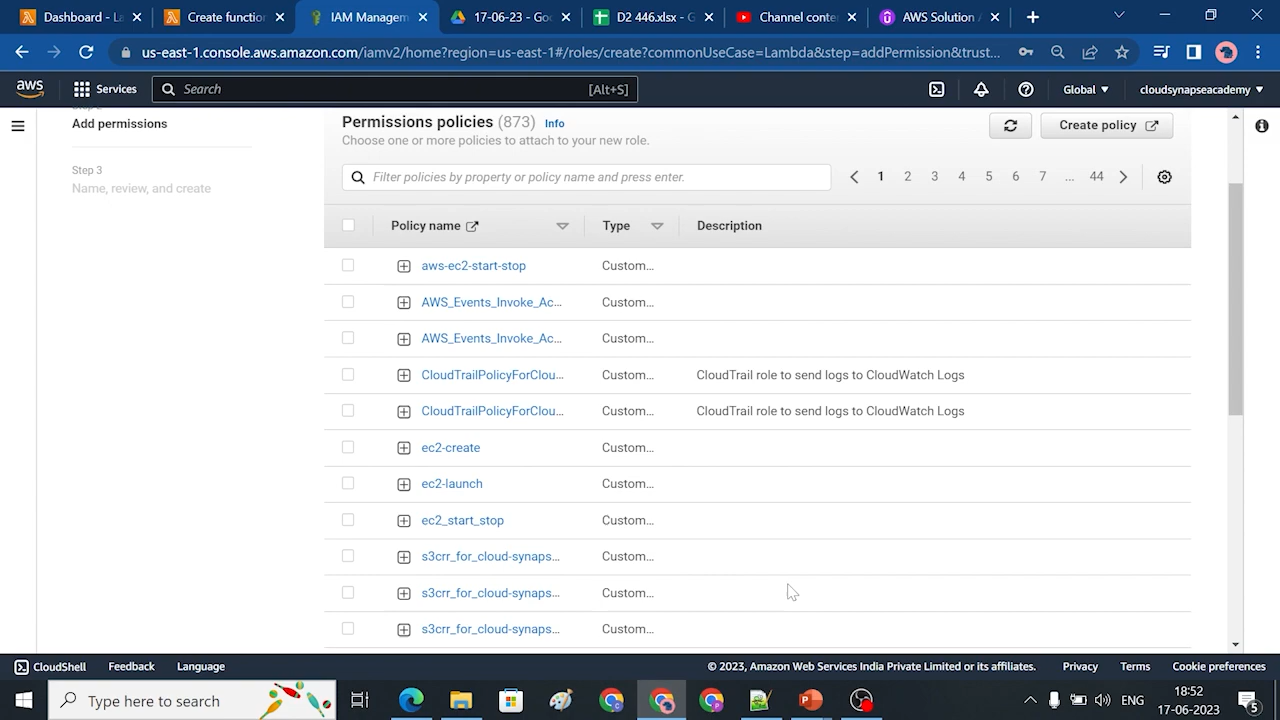 Dashboard - La
Create function
IAM Managem
17-06-23 - Goo
D2 446.xlsx - G
Channel conte
AWS Solution A
us-east-1.console.aws.amazon.com/iamv2/home?region=us-east-1#/roles/create?commonUseCase=Lambda&step=addPermission&trust...
aws
Services
Search
[Alt+S]
Global
cloudsynapseacademy
Add permissions
Step 3
Name, review, and create
Permissions policies (873) Info
Choose one or more policies to attach to your new role.
Create policy
Filter policies by property or policy name and press enter.
1 2 3 4 5 6 7 ... 44
Policy name Type Description
aws-ec2-start-stop Custom...
AWS_Events_Invoke_Ac... Custom...
AWS_Events_Invoke_Ac... Custom...
CloudTrailPolicyForClou... Custom... CloudTrail role to send logs to CloudWatch Logs
CloudTrailPolicyForClou... Custom... CloudTrail role to send logs to CloudWatch Logs
ec2-create Custom...
ec2-launch Custom...
ec2_start_stop Custom...
s3crr_for_cloud-synaps... Custom...
s3crr_for_cloud-synaps... Custom...
s3crr_for_cloud-synaps... Custom...
CloudShell Feedback Language
© 2023, Amazon Web Services India Private Limited or its affiliates. Privacy Terms Cookie preferences
Type here to search
ENG
18:52
17-06-2023
5